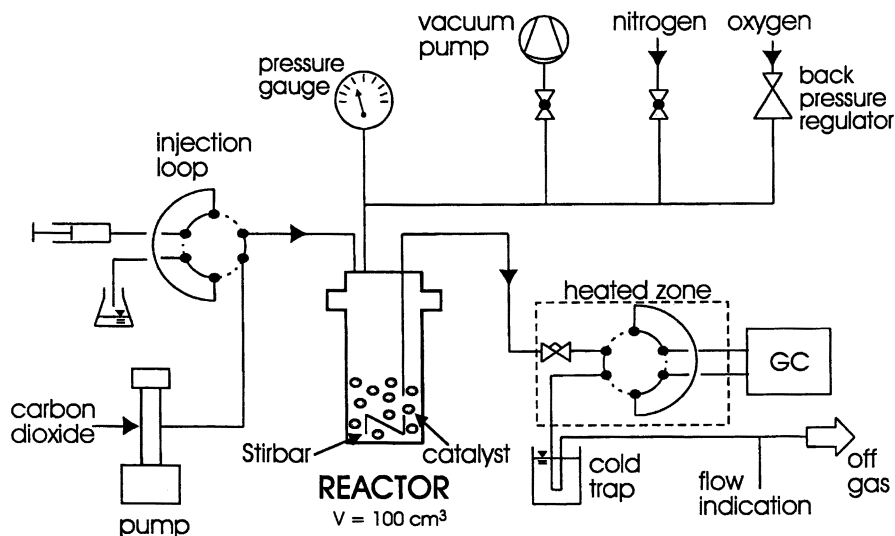 vacuum
pump
nitrogen
oxygen
pressure
gauge
back
pressure
regulator
injection
loop
heated zone
GC
carbon
dioxide
Stirbar
catalyst
cold
trap
flow
indication
off
gas
REACTOR
V = 100 cm³
pump